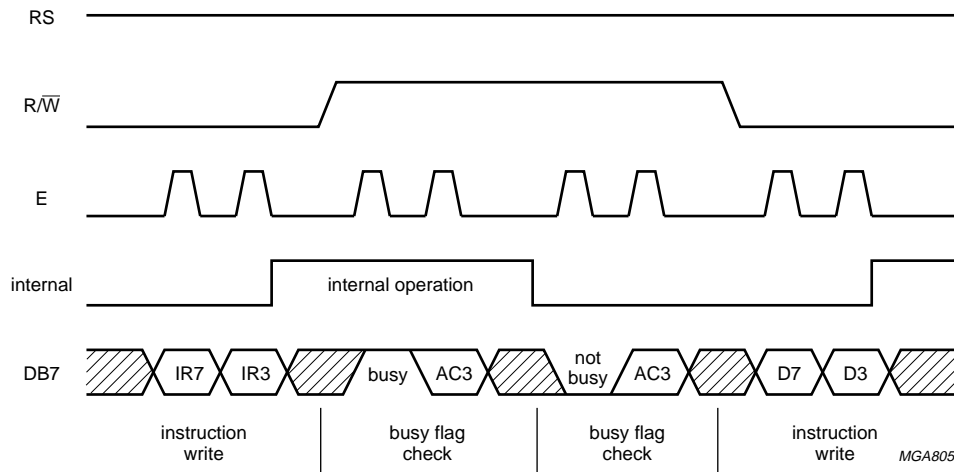 RS
R/W̅
E
internal
internal operation
DB7
IR7 IR3 busy AC3 not busy AC3 D7 D3
instruction write
busy flag check
busy flag check
instruction write
MGA805